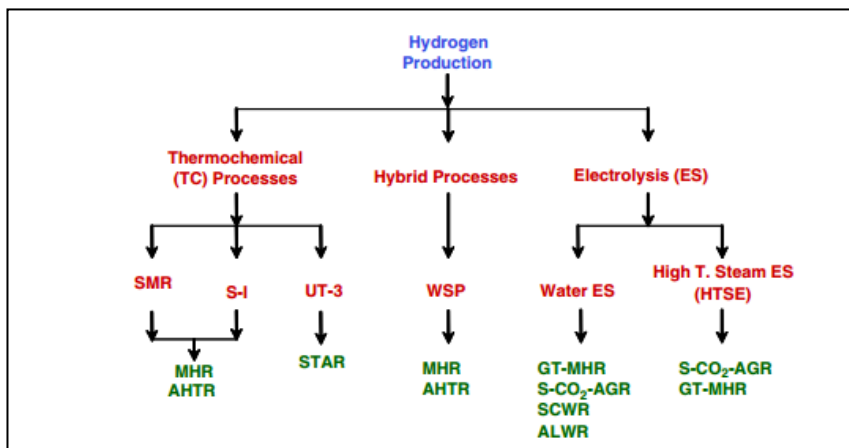 Hydrogen
Production
Thermochemical
(TC) Processes
Hybrid Processes
Electrolysis (ES)
SMR
S-I
UT-3
WSP
Water ES
High T. Steam ES
(HTSE)
MHR
AHTR
STAR
MHR
AHTR
GT-MHR
S-CO₂-AGR
SCWR
ALWR
S-CO₂-AGR
GT-MHR